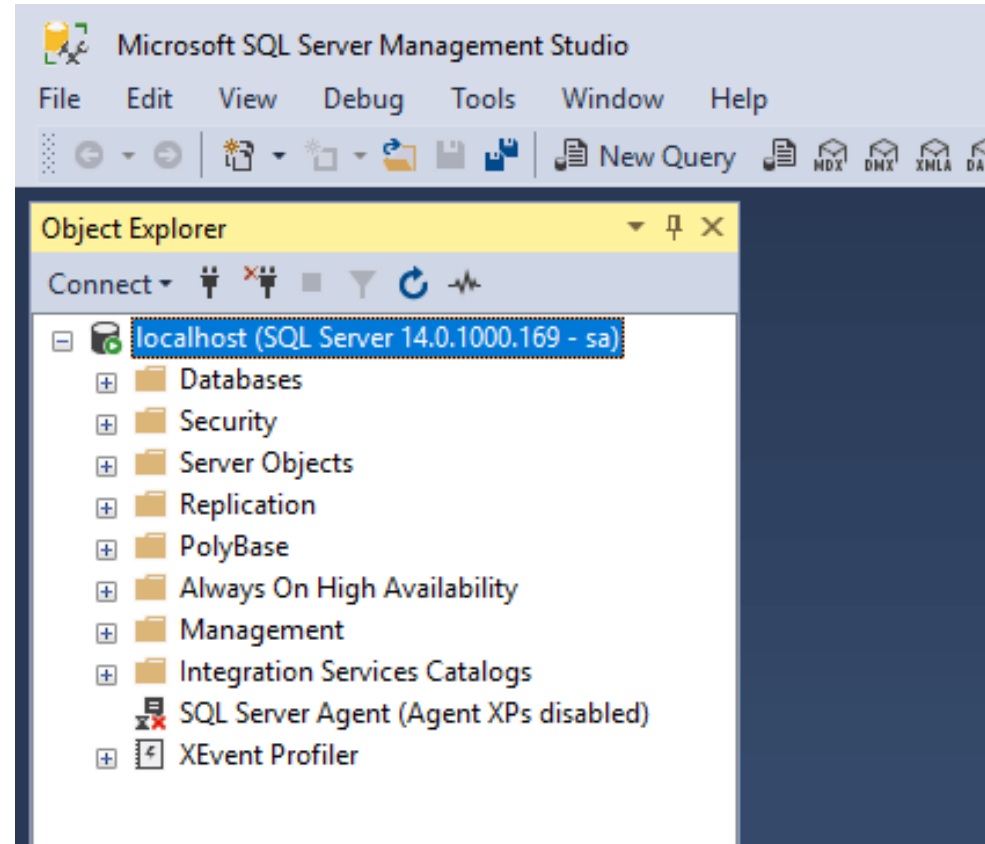 Microsoft SQL Server Management Studio
File Edit View Debug Tools Window Help
New Query MDX DMX XMLA DA
Object Explorer
Connect
localhost (SQL Server 14.0.1000.169 - sa)
Databases
Security
Server Objects
Replication
PolyBase
Always On High Availability
Management
Integration Services Catalogs
SQL Server Agent (Agent XPs disabled)
XEvent Profiler